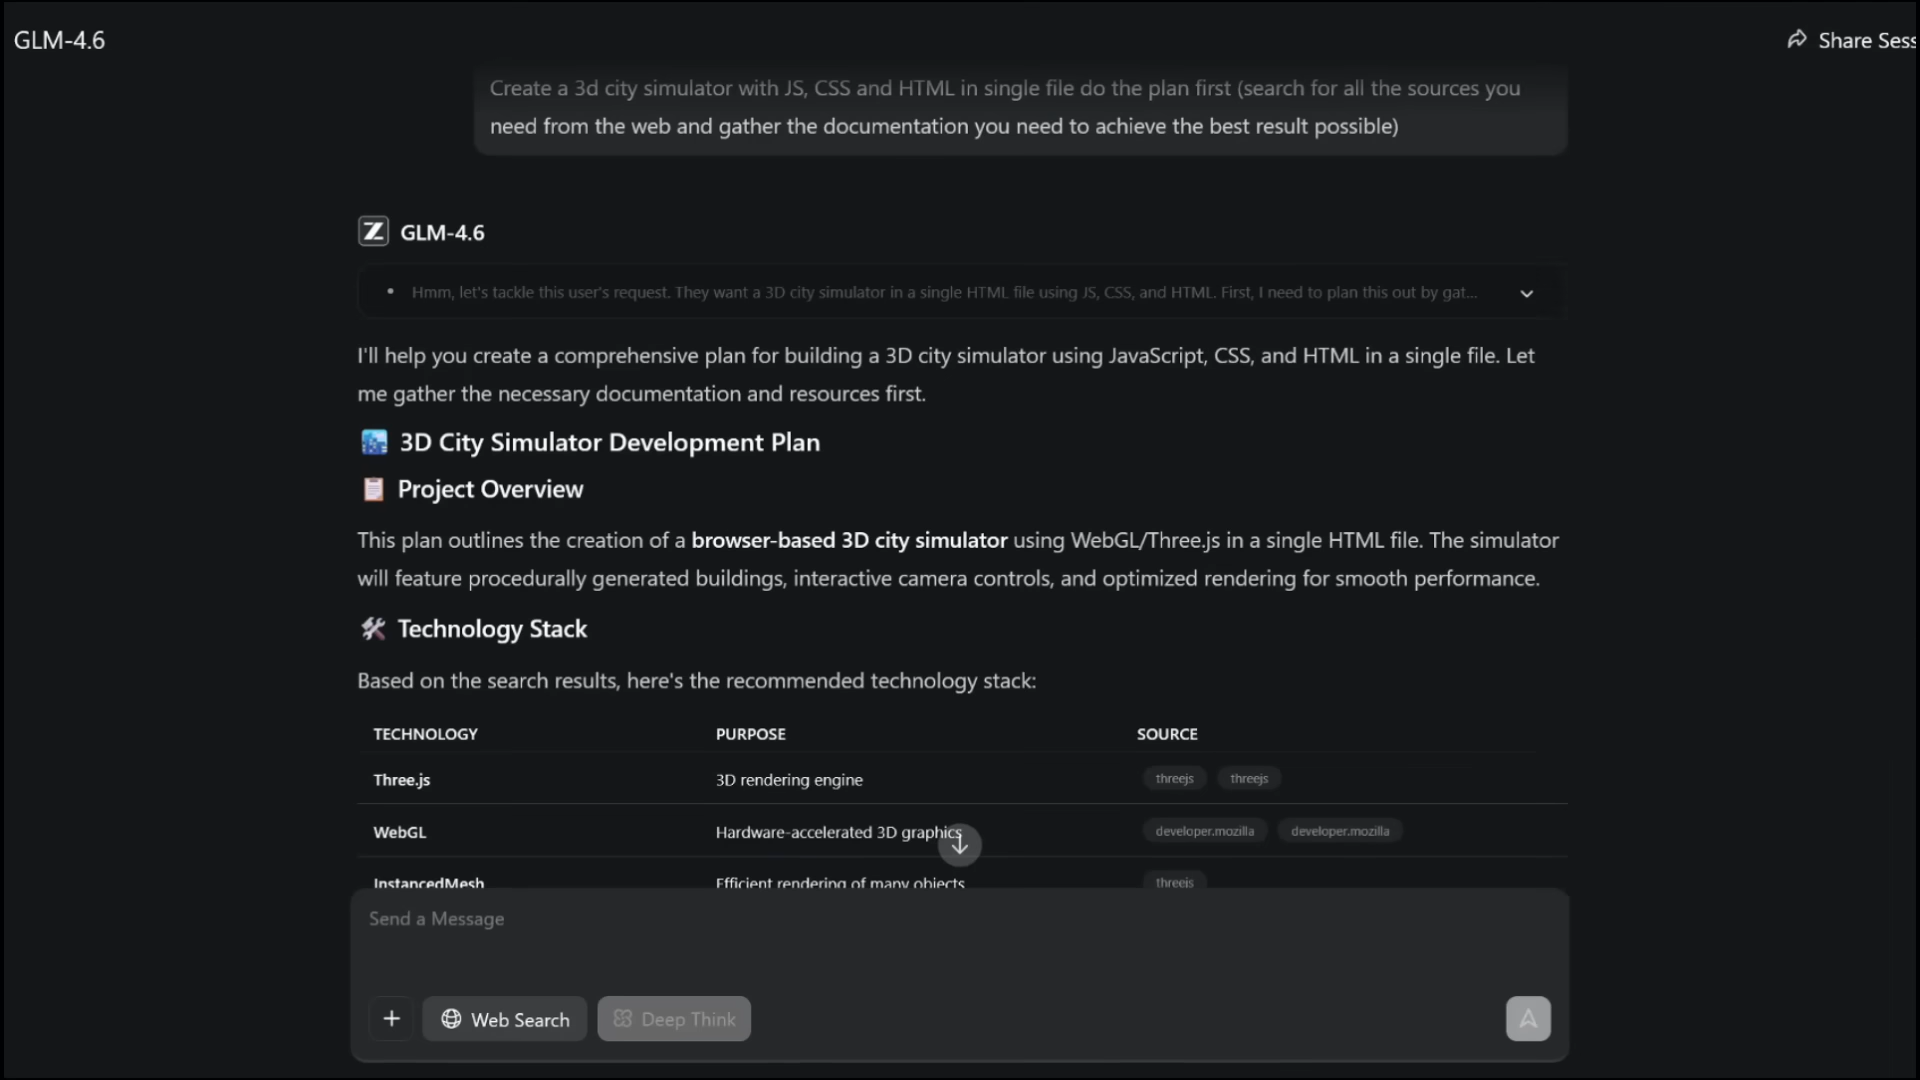 GLM-4.6
Share Sess
Create a 3d city simulator with JS, CSS and HTML in single file do the plan first (search for all the sources you
need from the web and gather the documentation you need to achieve the best result possible)
GLM-4.6
Hmm, let's tackle this user's request. They want a 3D city simulator in a single HTML file using JS, CSS, and HTML. First, I need to plan this out by gat...
I'll help you create a comprehensive plan for building a 3D city simulator using JavaScript, CSS, and HTML in a single file. Let
me gather the necessary documentation and resources first.
3D City Simulator Development Plan
Project Overview
This plan outlines the creation of a browser-based 3D city simulator using WebGL/Three.js in a single HTML file. The simulator
will feature procedurally generated buildings, interactive camera controls, and optimized rendering for smooth performance.
Technology Stack
Based on the search results, here's the recommended technology stack:
TECHNOLOGY PURPOSE SOURCE
Three.js 3D rendering engine threejs threejs
WebGL Hardware-accelerated 3D graphics developer.mozilla developer.mozilla
InstancedMesh Efficient rendering of many objects threejs
Send a Message
Web Search Deep Think